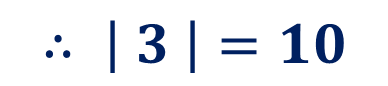 ∴ | 3 | = 10